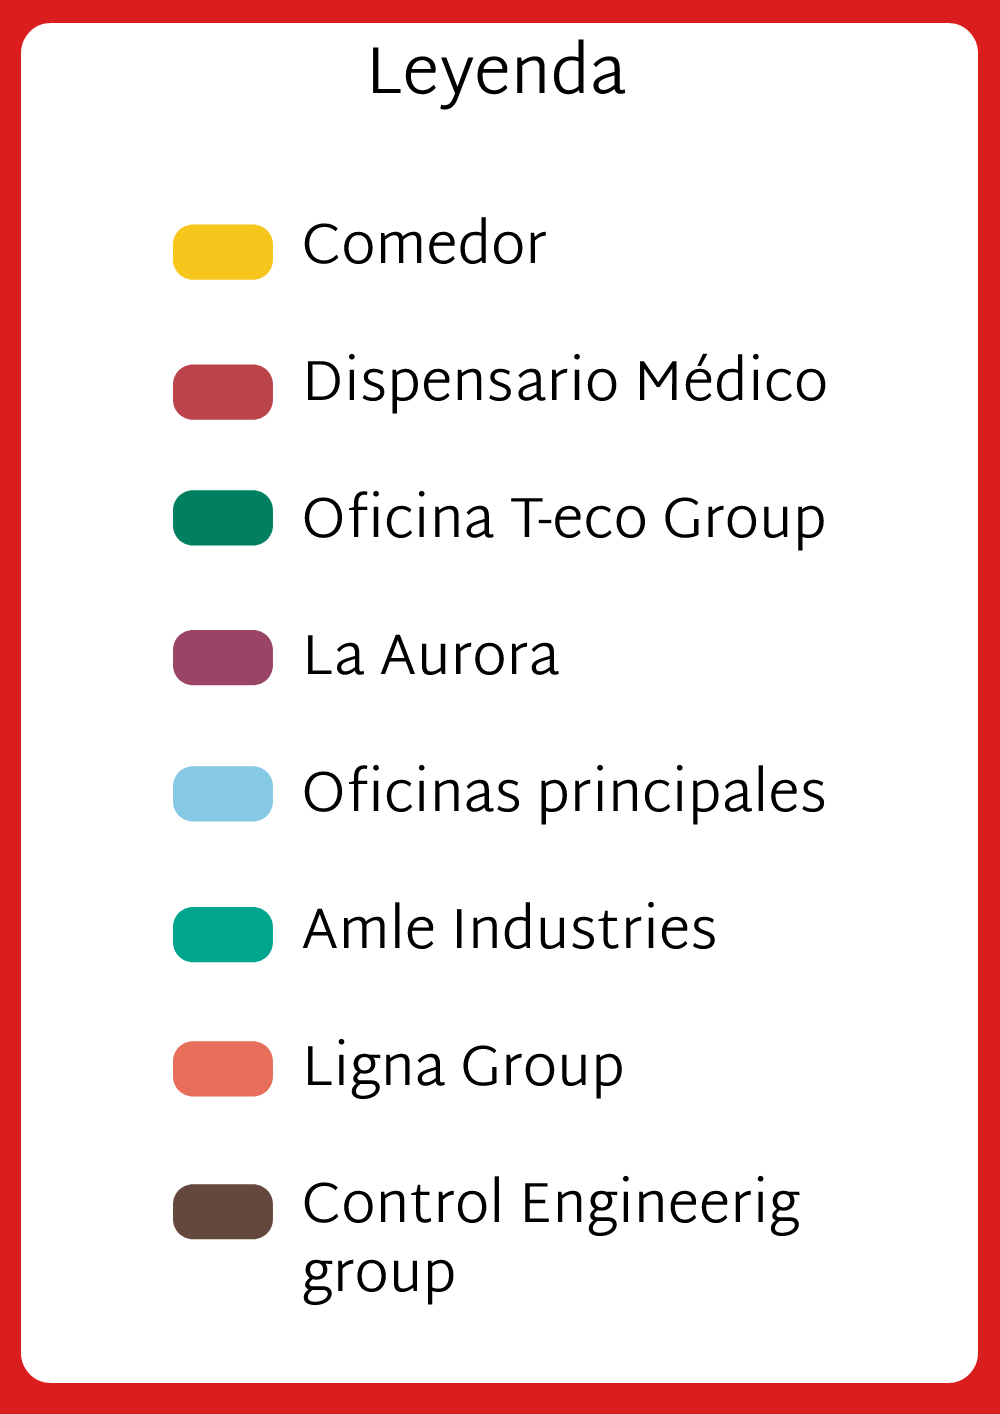 Leyenda
Comedor
Dispensario Médico
Oficina T-eco Group
La Aurora
Oficinas principales
Amle Industries
Ligna Group
Control Engineerig
group